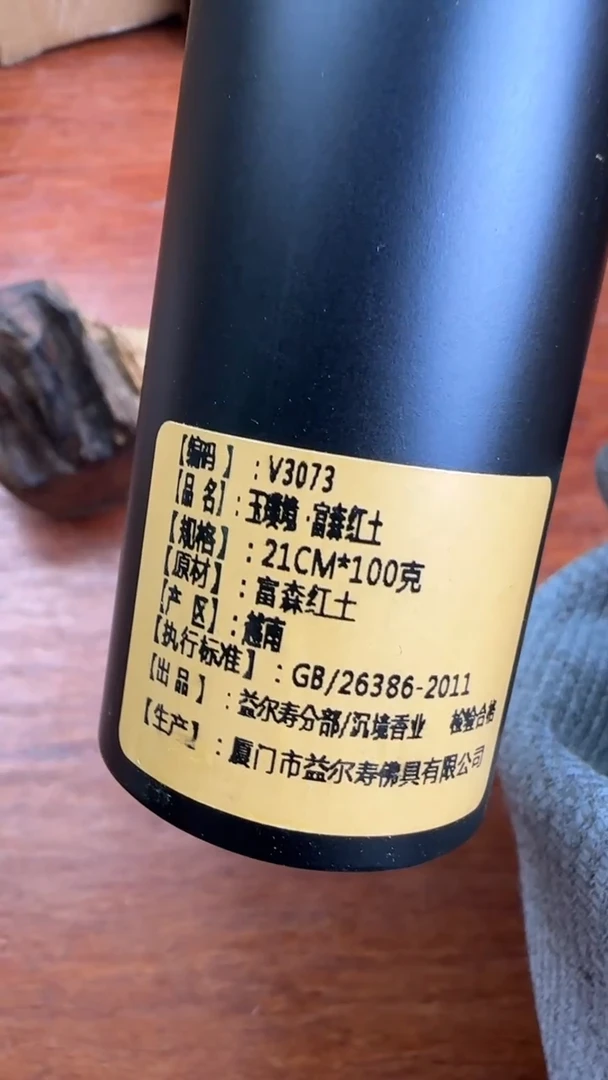 【编码】：V3073
【品名】：玉 · 富森红土
【规格】：21CM*100克
【原材】：富森红土
【产区】：越南
【执行标准】：GB/26386-2011
【出品】：益尔寿分部/沉境香业 检验合格
【生产】：厦门市益尔寿佛具有限公司